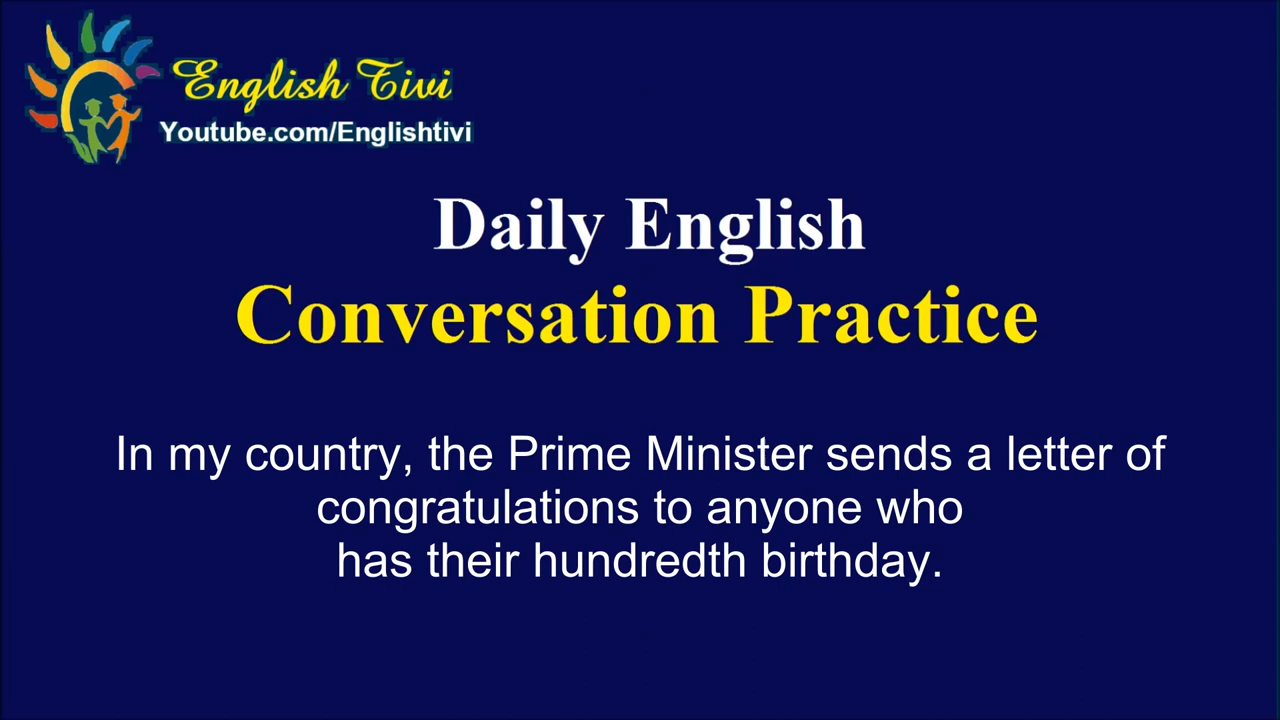 English Tivi
Youtube.com/Englishtivi
Daily English
Conversation Practice
In my country, the Prime Minister sends a letter of
congratulations to anyone who
has their hundredth birthday.